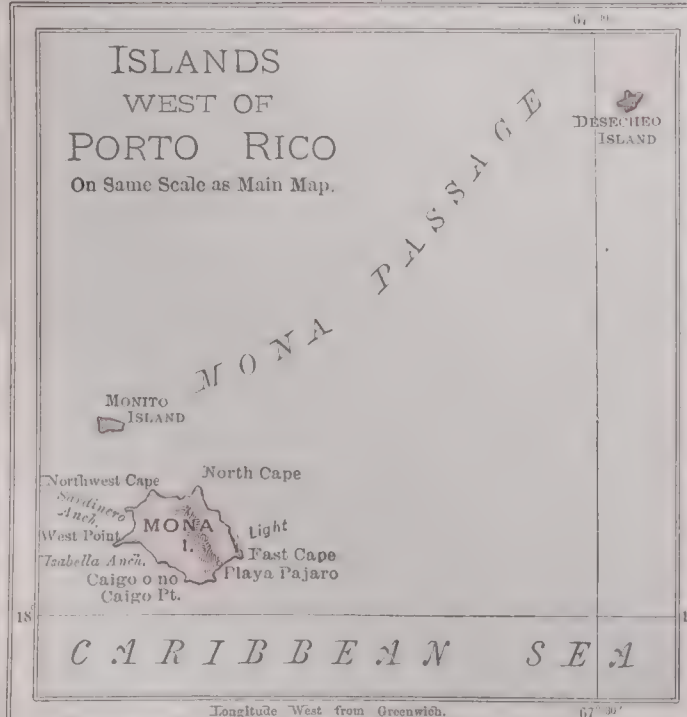 ISLANDS
WEST OF
PORTO RICO
On Same Scale as Main Map.
67° 30'
DESECHEO
ISLAND
MONA PASSAGE
MONITO
ISLAND
Northwest Cape
North Cape
Sardinero
Anch.
MONA
I.
Light
West Point
East Cape
Isabella Anch.
Playa Pajaro
Caigo o no
Caigo Pt.
18
CARIBBEAN SEA
Longitude West from Greenwich.
67° 30'